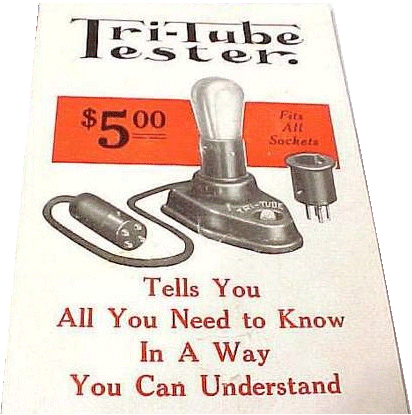 Tri-Tube
Tester.
$5.00
Fits
All
Sockets
TRI-TUBE
Tells You
All You Need to Know
In A Way
You Can Understand